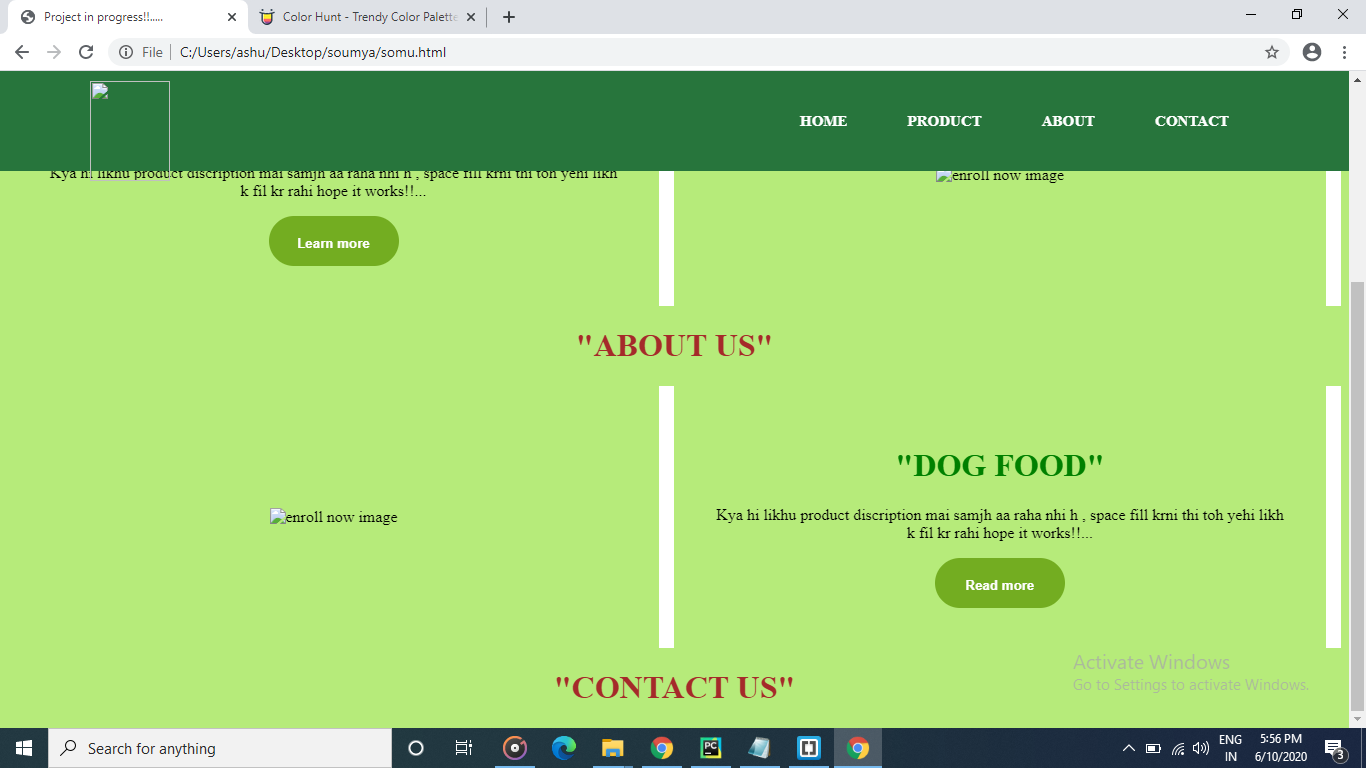 Project in progress!!.....
Color Hunt - Trendy Color Palette
File
C:/Users/ashu/Desktop/soumya/somu.html
HOME PRODUCT ABOUT CONTACT
Kya hi likhu product discription mai samjh aa raha nhi h , space fill krni thi toh yehi likh
k fil kr rahi hope it works!!...
enroll now image
Learn more
"ABOUT US"
enroll now image
"DOG FOOD"
Kya hi likhu product discription mai samjh aa raha nhi h , space fill krni thi toh yehi likh
k fil kr rahi hope it works!!...
Read more
Activate Windows
Go to Settings to activate Windows.
"CONTACT US"
Search for anything
PC
ENG
IN
5:56 PM
6/10/2020
3